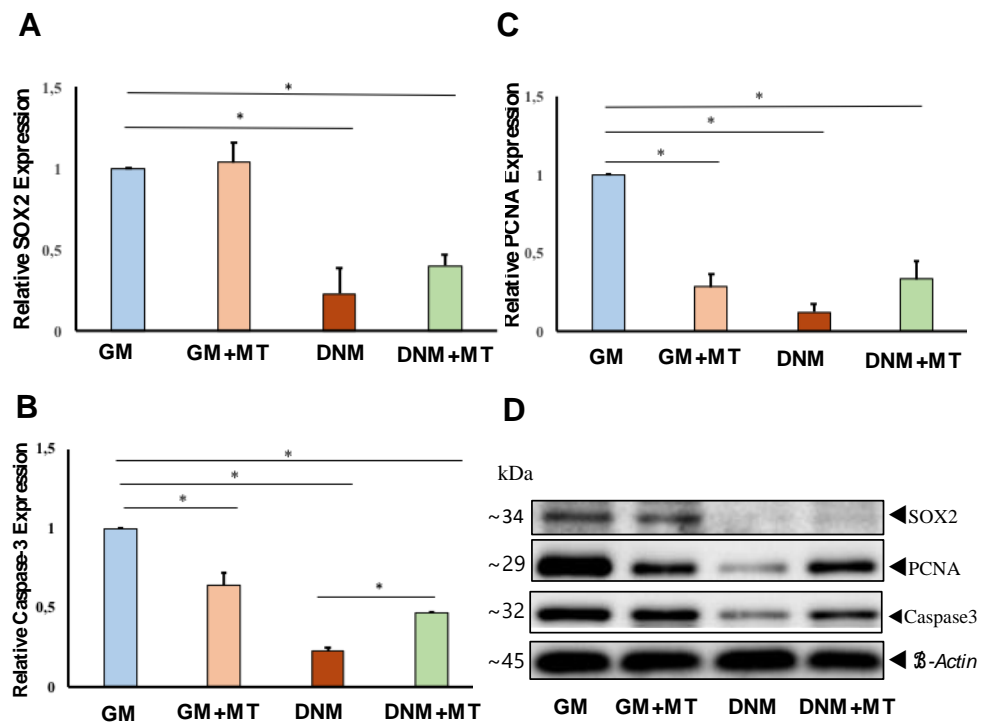 A
Relative SOX2 Expression
1,5
1
0,5
0
*
*
GM GM+MT DNM DNM+MT
C
Relative PCNA Expression
1,5
1
0,5
0
*
*
*
GM GM+MT DNM DNM+MT
B
Relative Caspase-3 Expression
1,5
1
0,5
0
*
*
*
*
GM GM+MT DNM DNM+MT
D
kDa
~34 ◀SOX2
~29 ◀PCNA
~32 ◀Caspase3
~45 ◀ß-Actin
GM GM+MT DNM DNM+MT